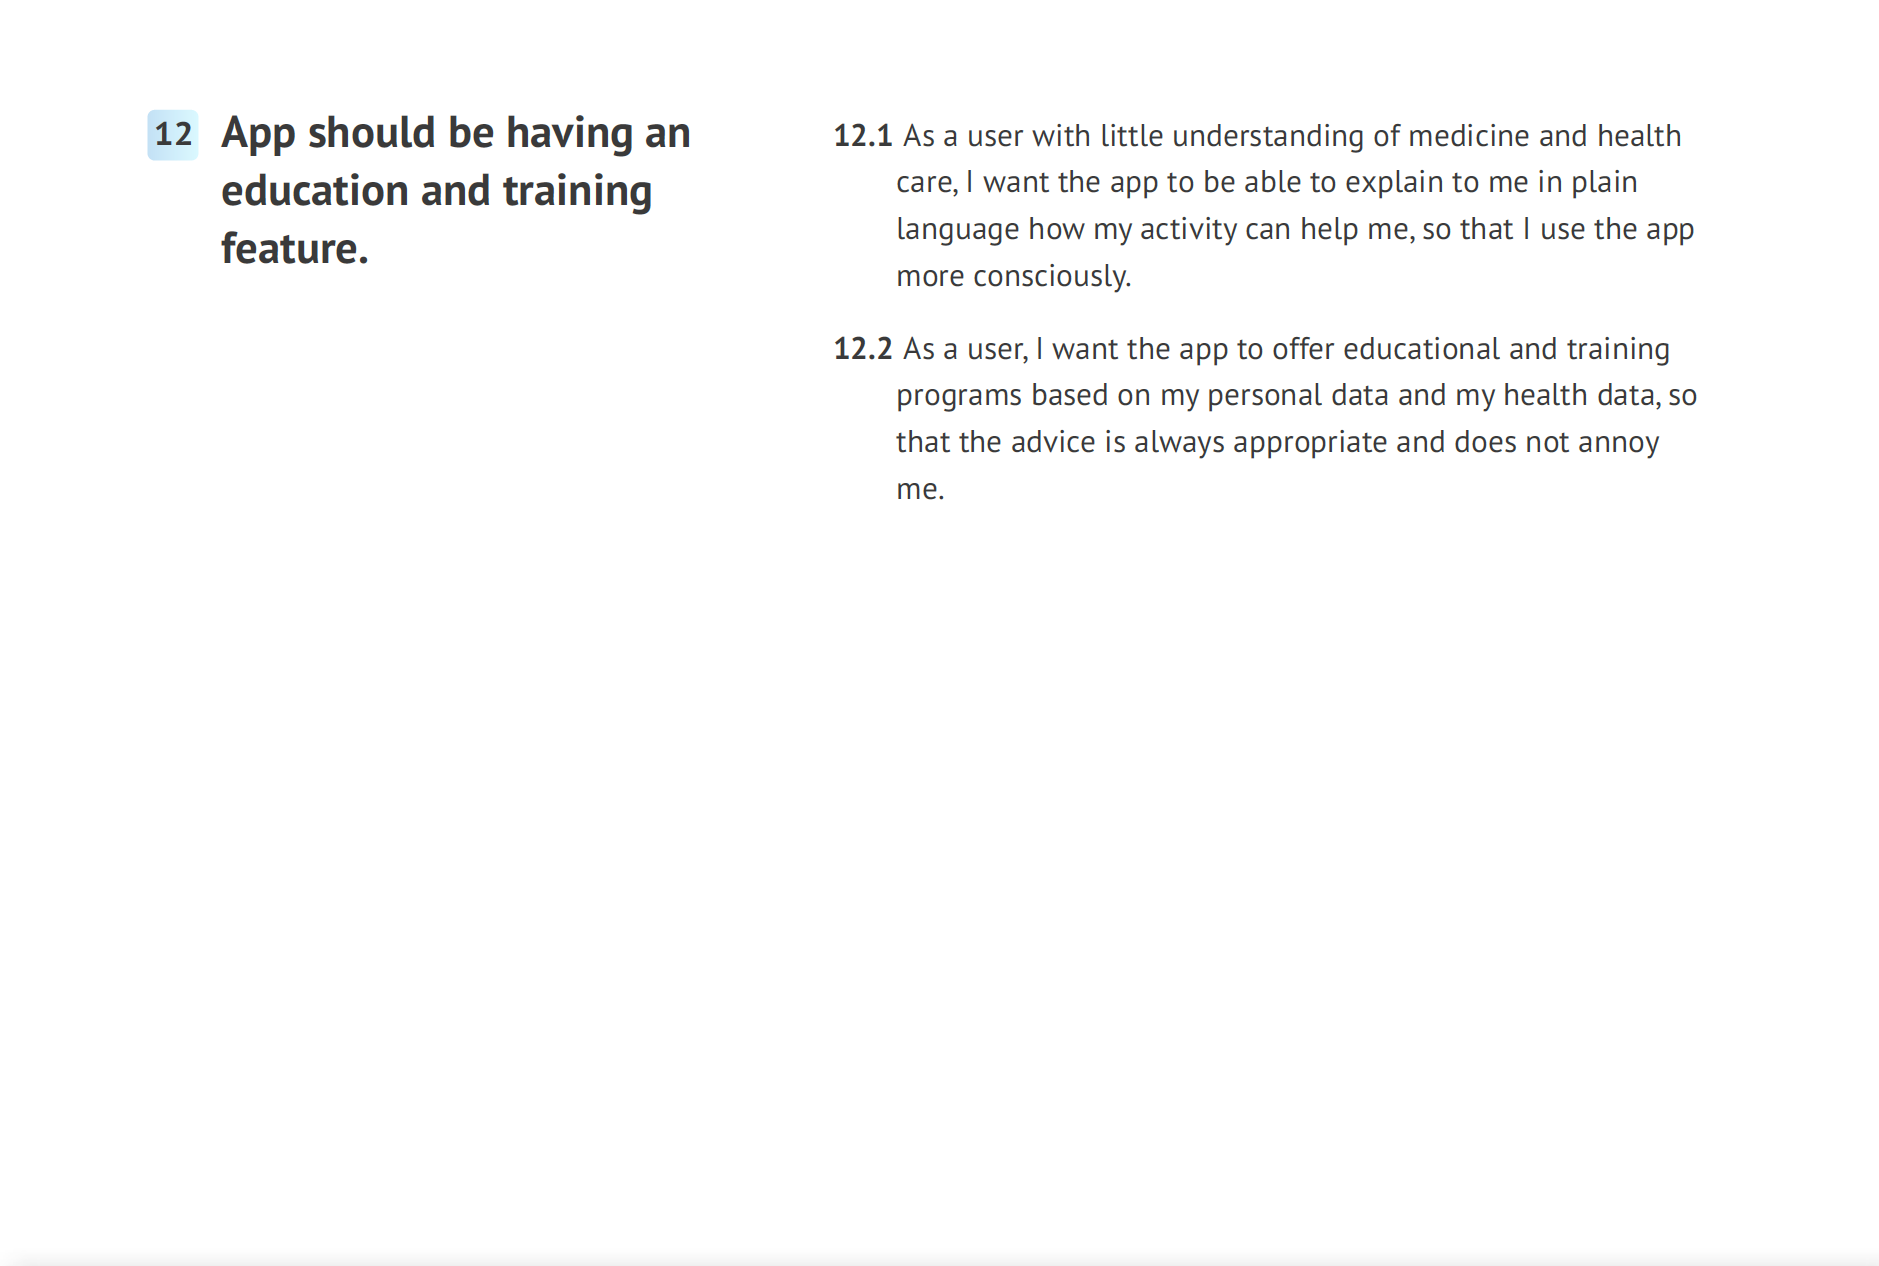 12 App should be having an
education and training
feature.
12.1 As a user with little understanding of medicine and health
care, I want the app to be able to explain to me in plain
language how my activity can help me, so that I use the app
more consciously.
12.2 As a user, I want the app to offer educational and training
programs based on my personal data and my health data, so
that the advice is always appropriate and does not annoy
me.